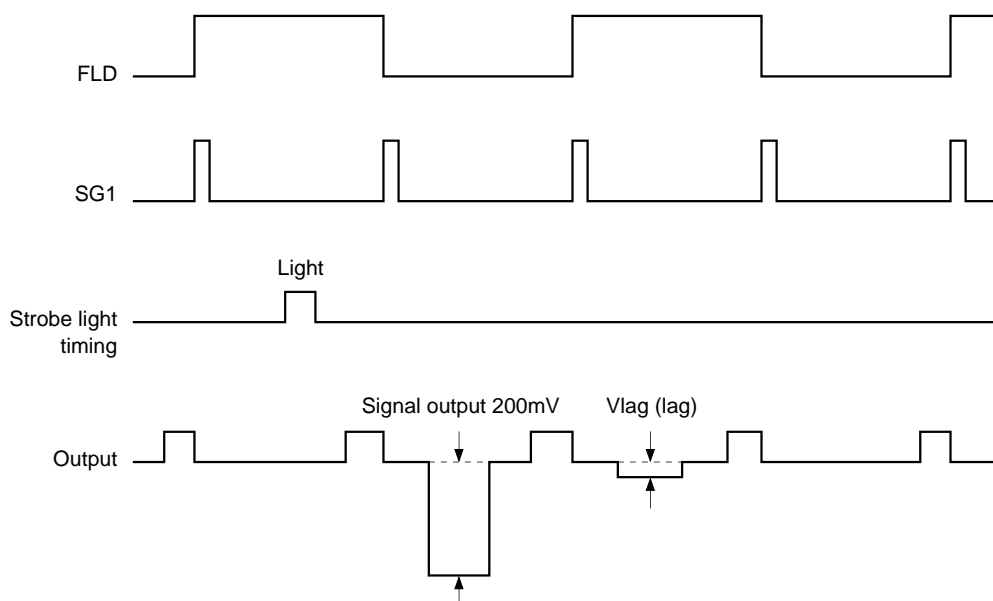 FLD
SG1
Light
Strobe light
timing
Signal output 200mV
Vlag (lag)
Output